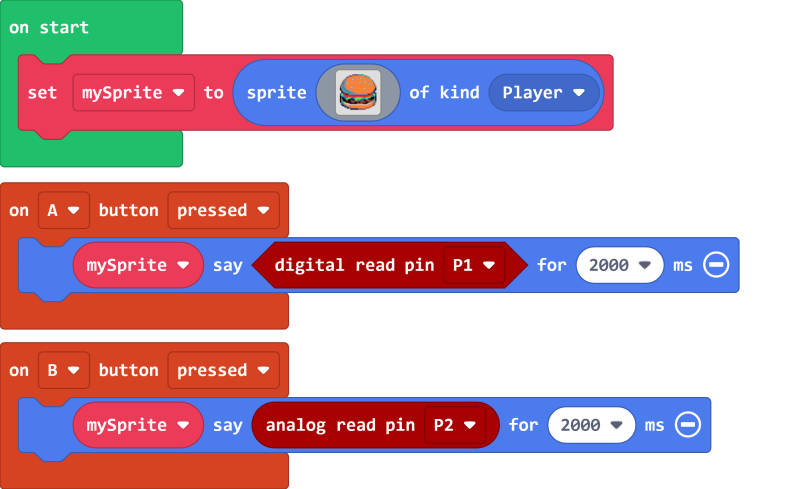 on start
set mySprite to sprite of kind Player
on A button pressed
mySprite say digital read pin P1 for 2000 ms
on B button pressed
mySprite say analog read pin P2 for 2000 ms